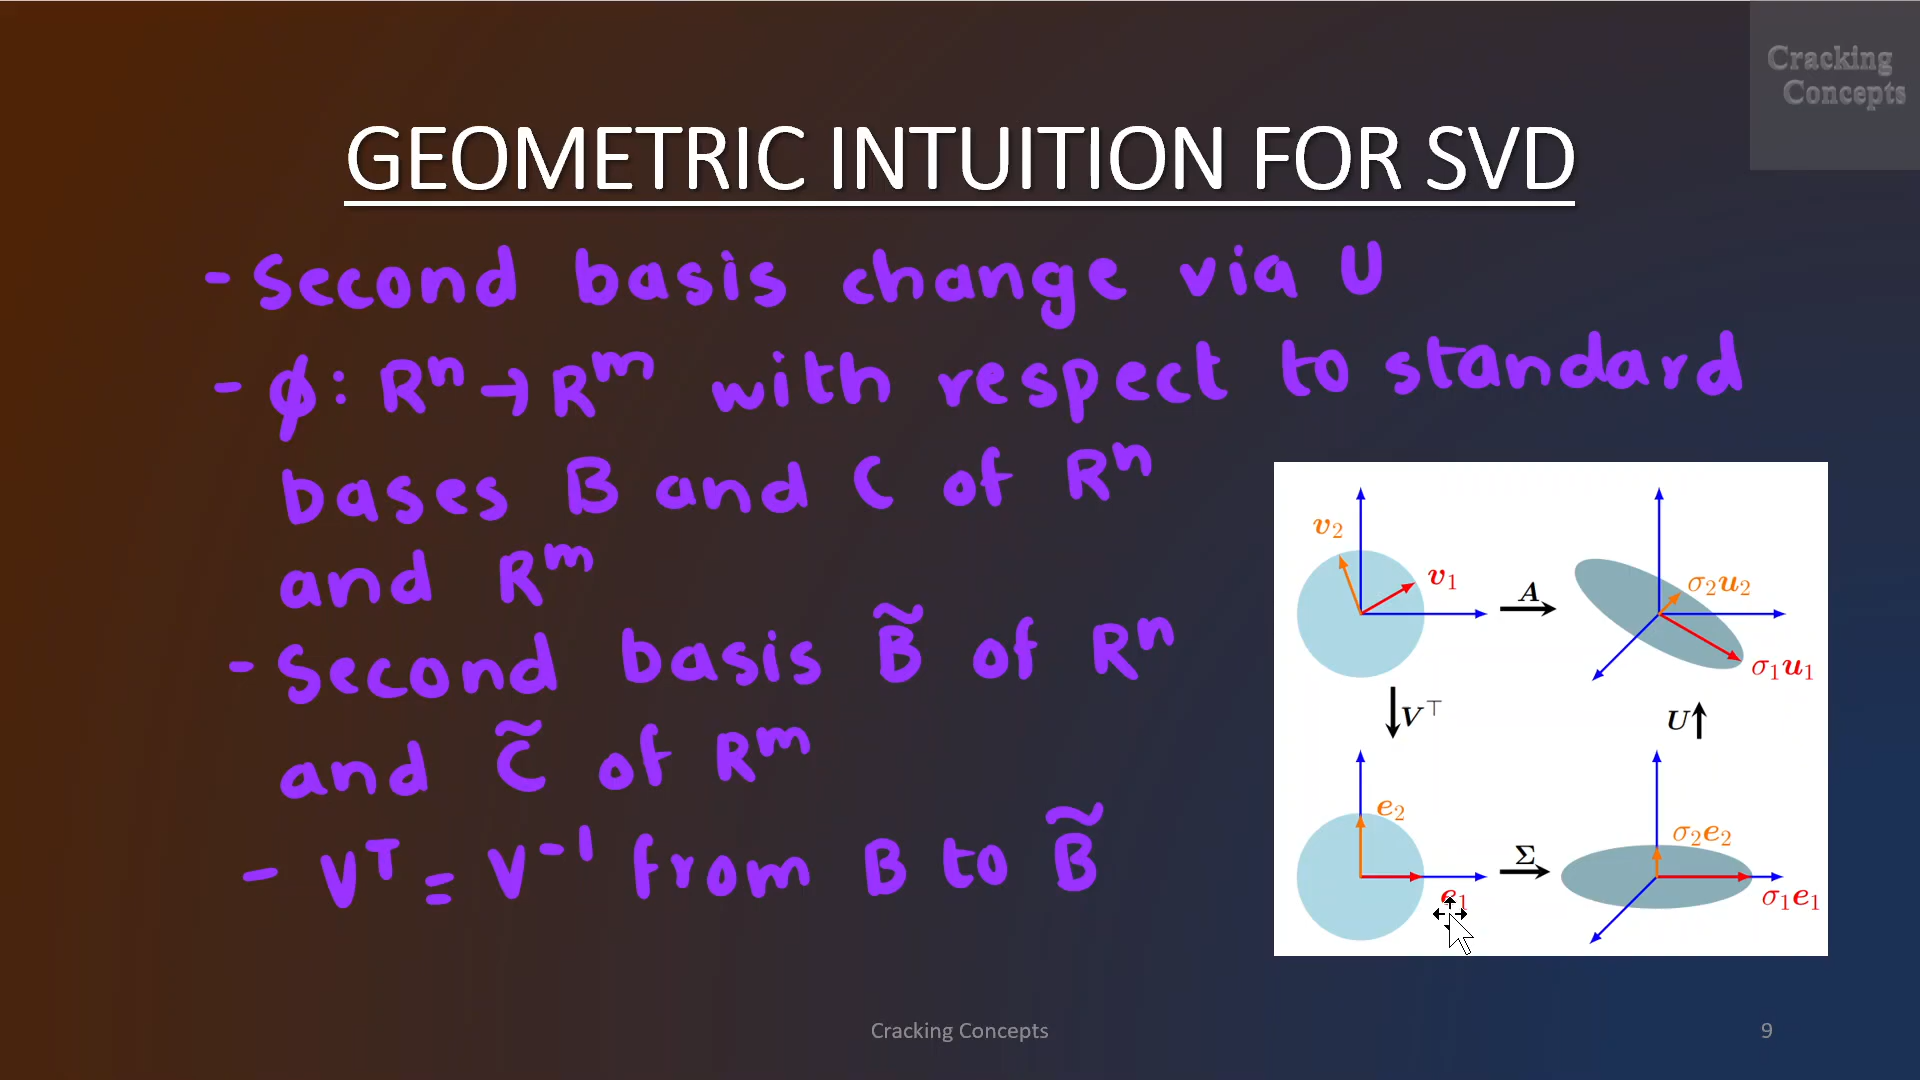 Cracking
Concepts
GEOMETRIC INTUITION FOR SVD
- Second basis change via U
- ϕ: Rⁿ → Rᵐ with respect to standard
bases B and C of Rⁿ
and Rᵐ
- Second basis B̃ of Rⁿ
and C̃ of Rᵐ
- Vᵀ = V⁻¹ from B to B̃
v₂
v₁
A
σ₂u₂
σ₁u₁
V⊤
U
e₂
e₁
Σ
σ₂e₂
σ₁e₁
Cracking Concepts
9